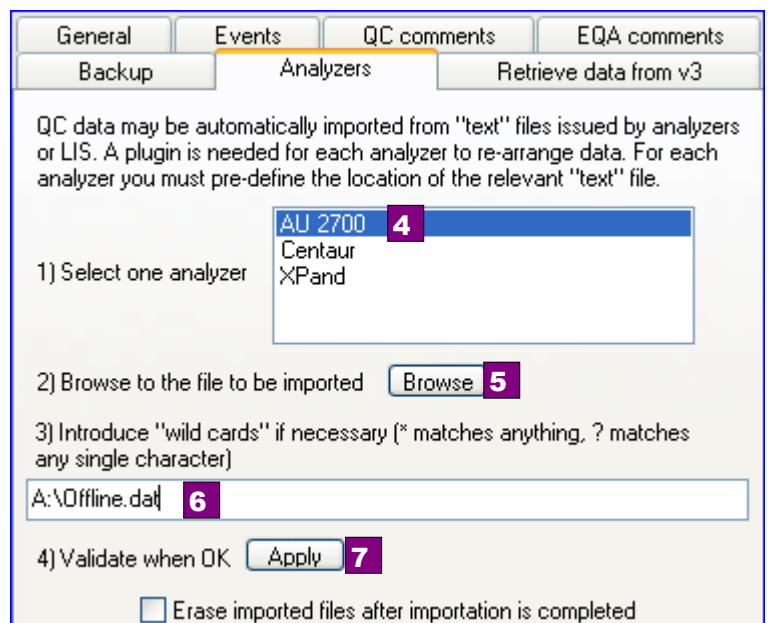 General Events QC comments EQA comments
Backup Analyzers Retrieve data from v3
QC data may be automatically imported from "text" files issued by analyzers
or LIS. A plugin is needed for each analyzer to re-arrange data. For each
analyzer you must pre-define the location of the relevant "text" file.
AU 2700 4
Centaur
1) Select one analyzer XPand
2) Browse to the file to be imported Browse 5
3) Introduce "wild cards" if necessary (* matches anything, ? matches
any single character)
A:\Offline.dat 6
4) Validate when OK Apply 7
Erase imported files after importation is completed